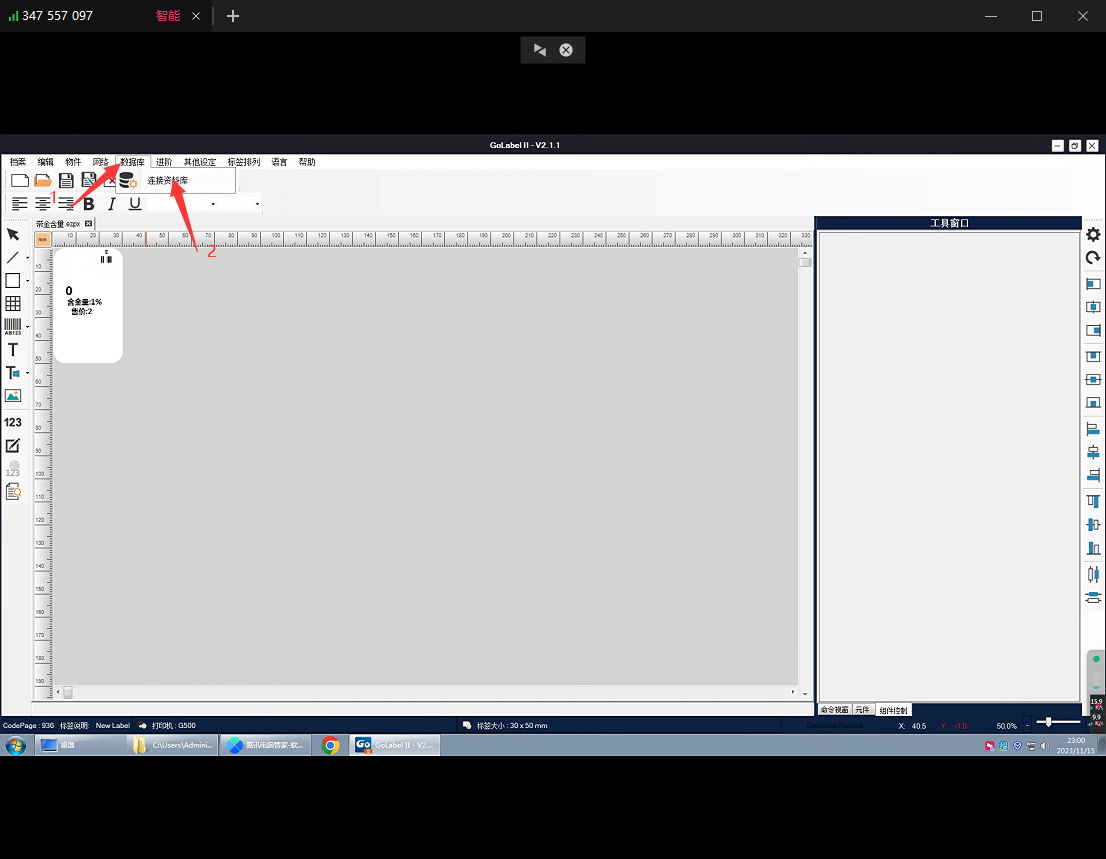 347 557 097
智能
GoLabel II - V2.1.1
档案 编辑 物件 网络 数据库 进阶 其他设定 标签排列 语言 帮助
连接资料库
1
B I U
2
带金含量.ezpx
工具窗口
mm
10 20 30 40 50 60 70 80 90 100 110 120 130 140 150 160 170 180 190 200 210 220 230 240 250 260 270 280 290 300 310 320 330
10
20
30
40
50
60
70
80
90
100
110
120
130
140
150
160
170
180
190
0
含金量:1%
售价:2
AB123
T
T
123
123
命令视窗 元件 组件控制
CodePage : 936 标签说明: New Label 打印机 : G500 标签大小 : 30 x 50 mm X: 40.5 Y: -1.0 50.0%
15.9
K/s
9.9
K/s
桌面
C:\Users\Admini...
腾讯电脑管家-软...
Go GoLabel II - V2....
23:00
2023/11/15